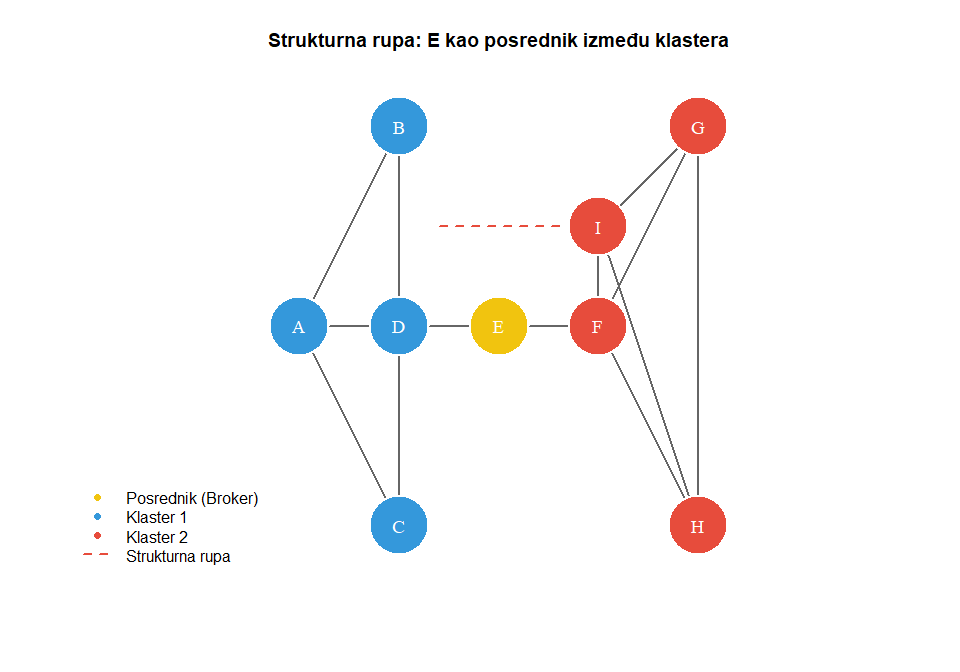 Strukturna rupa: E kao posrednik između klastera
B
G
I
A
D
E
F
C
H
Posrednik (Broker)
Klaster 1
Klaster 2
Strukturna rupa